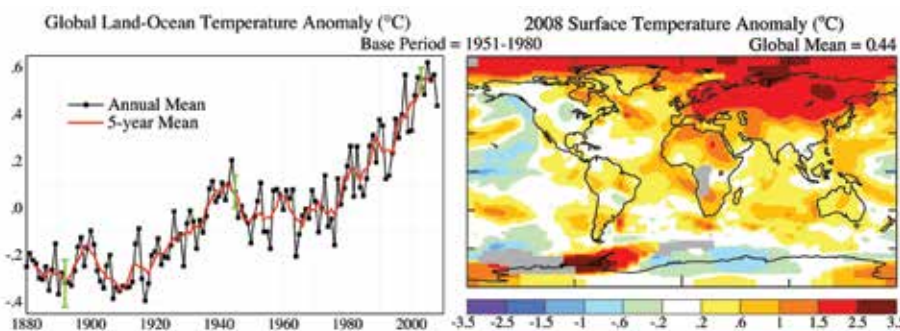 Global Land-Ocean Temperature Anomaly (°C)
2008 Surface Temperature Anomaly (°C)
Base Period = 1951-1980
Global Mean = 0.44
.6
.4
.2
.0
-.2
-.4
Annual Mean
5-year Mean
1880 1900 1920 1940 1960 1980 2000
-3.5 -2.5 -1.5 -1 -.6 -.2 .2 .6 1 1.5 2.5 3.5